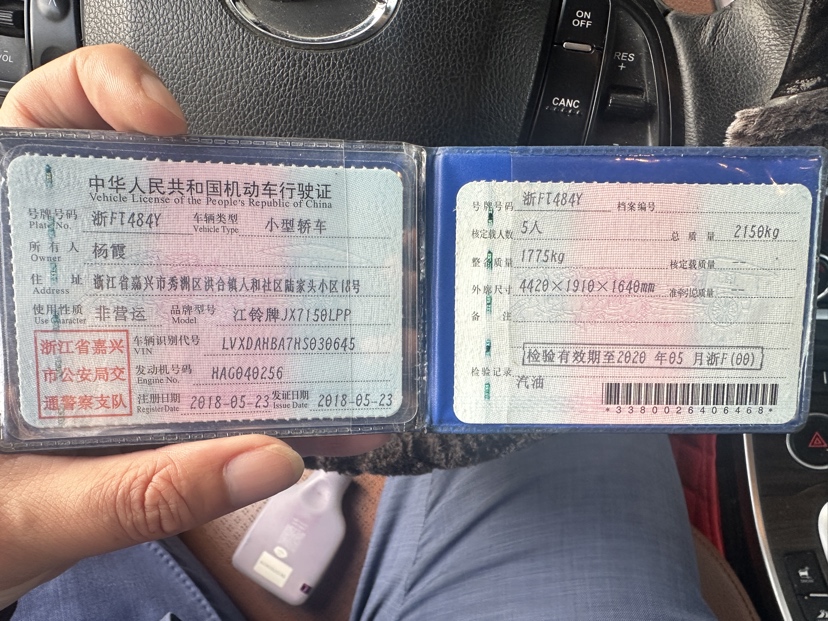 VOL
ON
OFF
RES
+
CANC
中华人民共和国机动车行驶证
Vehicle License of the People's Republic of China
号牌号码 浙FT484Y 车辆类型 小型轿车
Plate No. Vehicle Type
所有人 杨霞
Owner
住址 浙江省嘉兴市秀洲区洪合镇人和社区陆家头小区18号
Address
使用性质 非营运 品牌型号 江铃牌JX7150LPP
Use Character Model
浙江省嘉兴
市公安局交
通警察支队
车辆识别代号 LVXDAHBA7HS030645
VIN
发动机号码 HAG040256
Engine No.
注册日期 2018-05-23 发证日期 2018-05-23
Register Date Issue Date
号牌号码 浙FT484Y 档案编号
核定载人数 5人 总质量 2150kg
整备质量 1775kg 核定载质量 --
外廓尺寸 4420×1910×1640mm 准牵引总质量 --
备注
检验有效期至2020 年05 月浙F(00)
检验记录
汽油
*3380026406468*